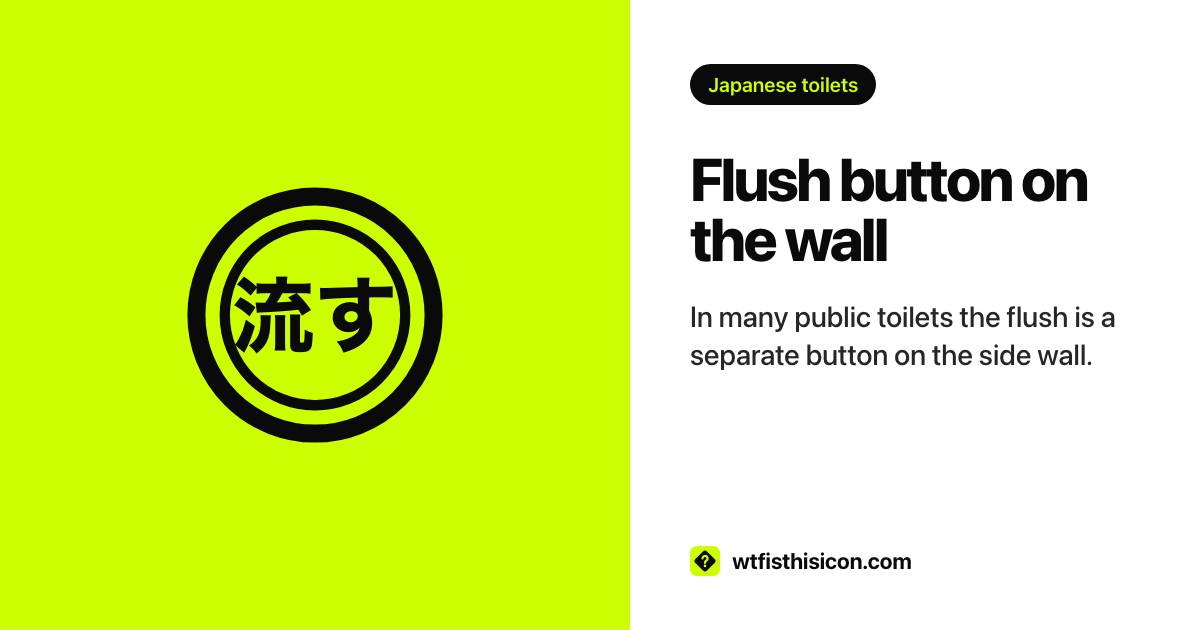 流す
Japanese toilets
Flush button on
the wall
In many public toilets the flush is a
separate button on the side wall.
?
wtfisthisicon.com